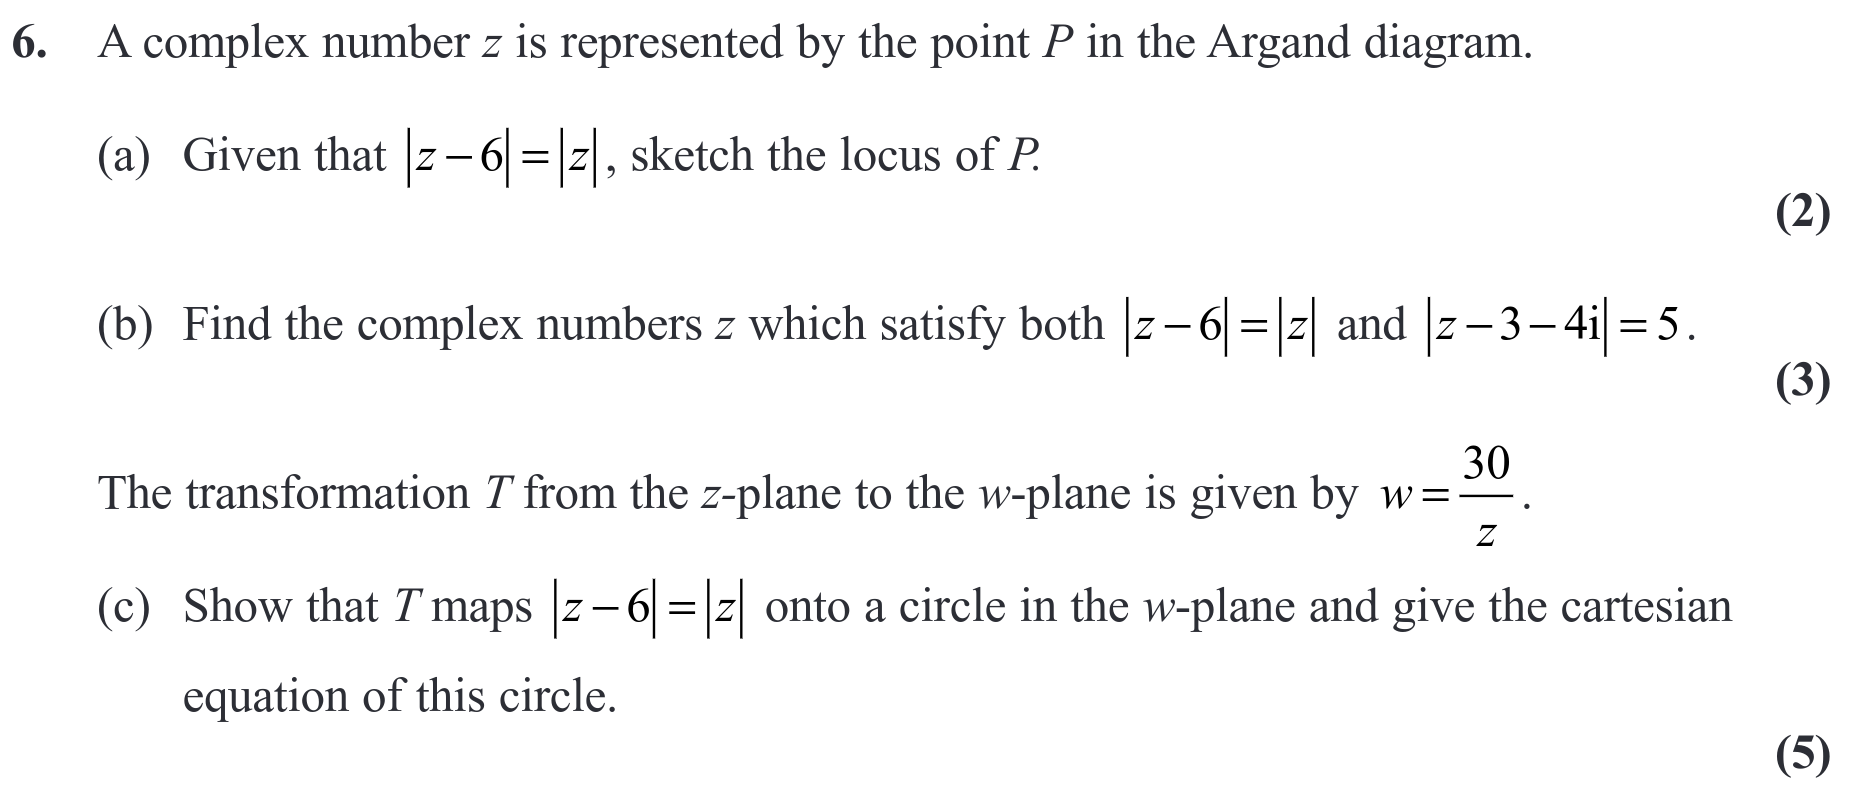 6. A complex number z is represented by the point P in the Argand diagram.
(a) Given that |z − 6| = |z|, sketch the locus of P.
(2)
(b) Find the complex numbers z which satisfy both |z − 6| = |z| and |z − 3 − 4i| = 5.
(3)
The transformation T from the z-plane to the w-plane is given by w = 30/z.
(c) Show that T maps |z − 6| = |z| onto a circle in the w-plane and give the cartesian
equation of this circle.
(5)